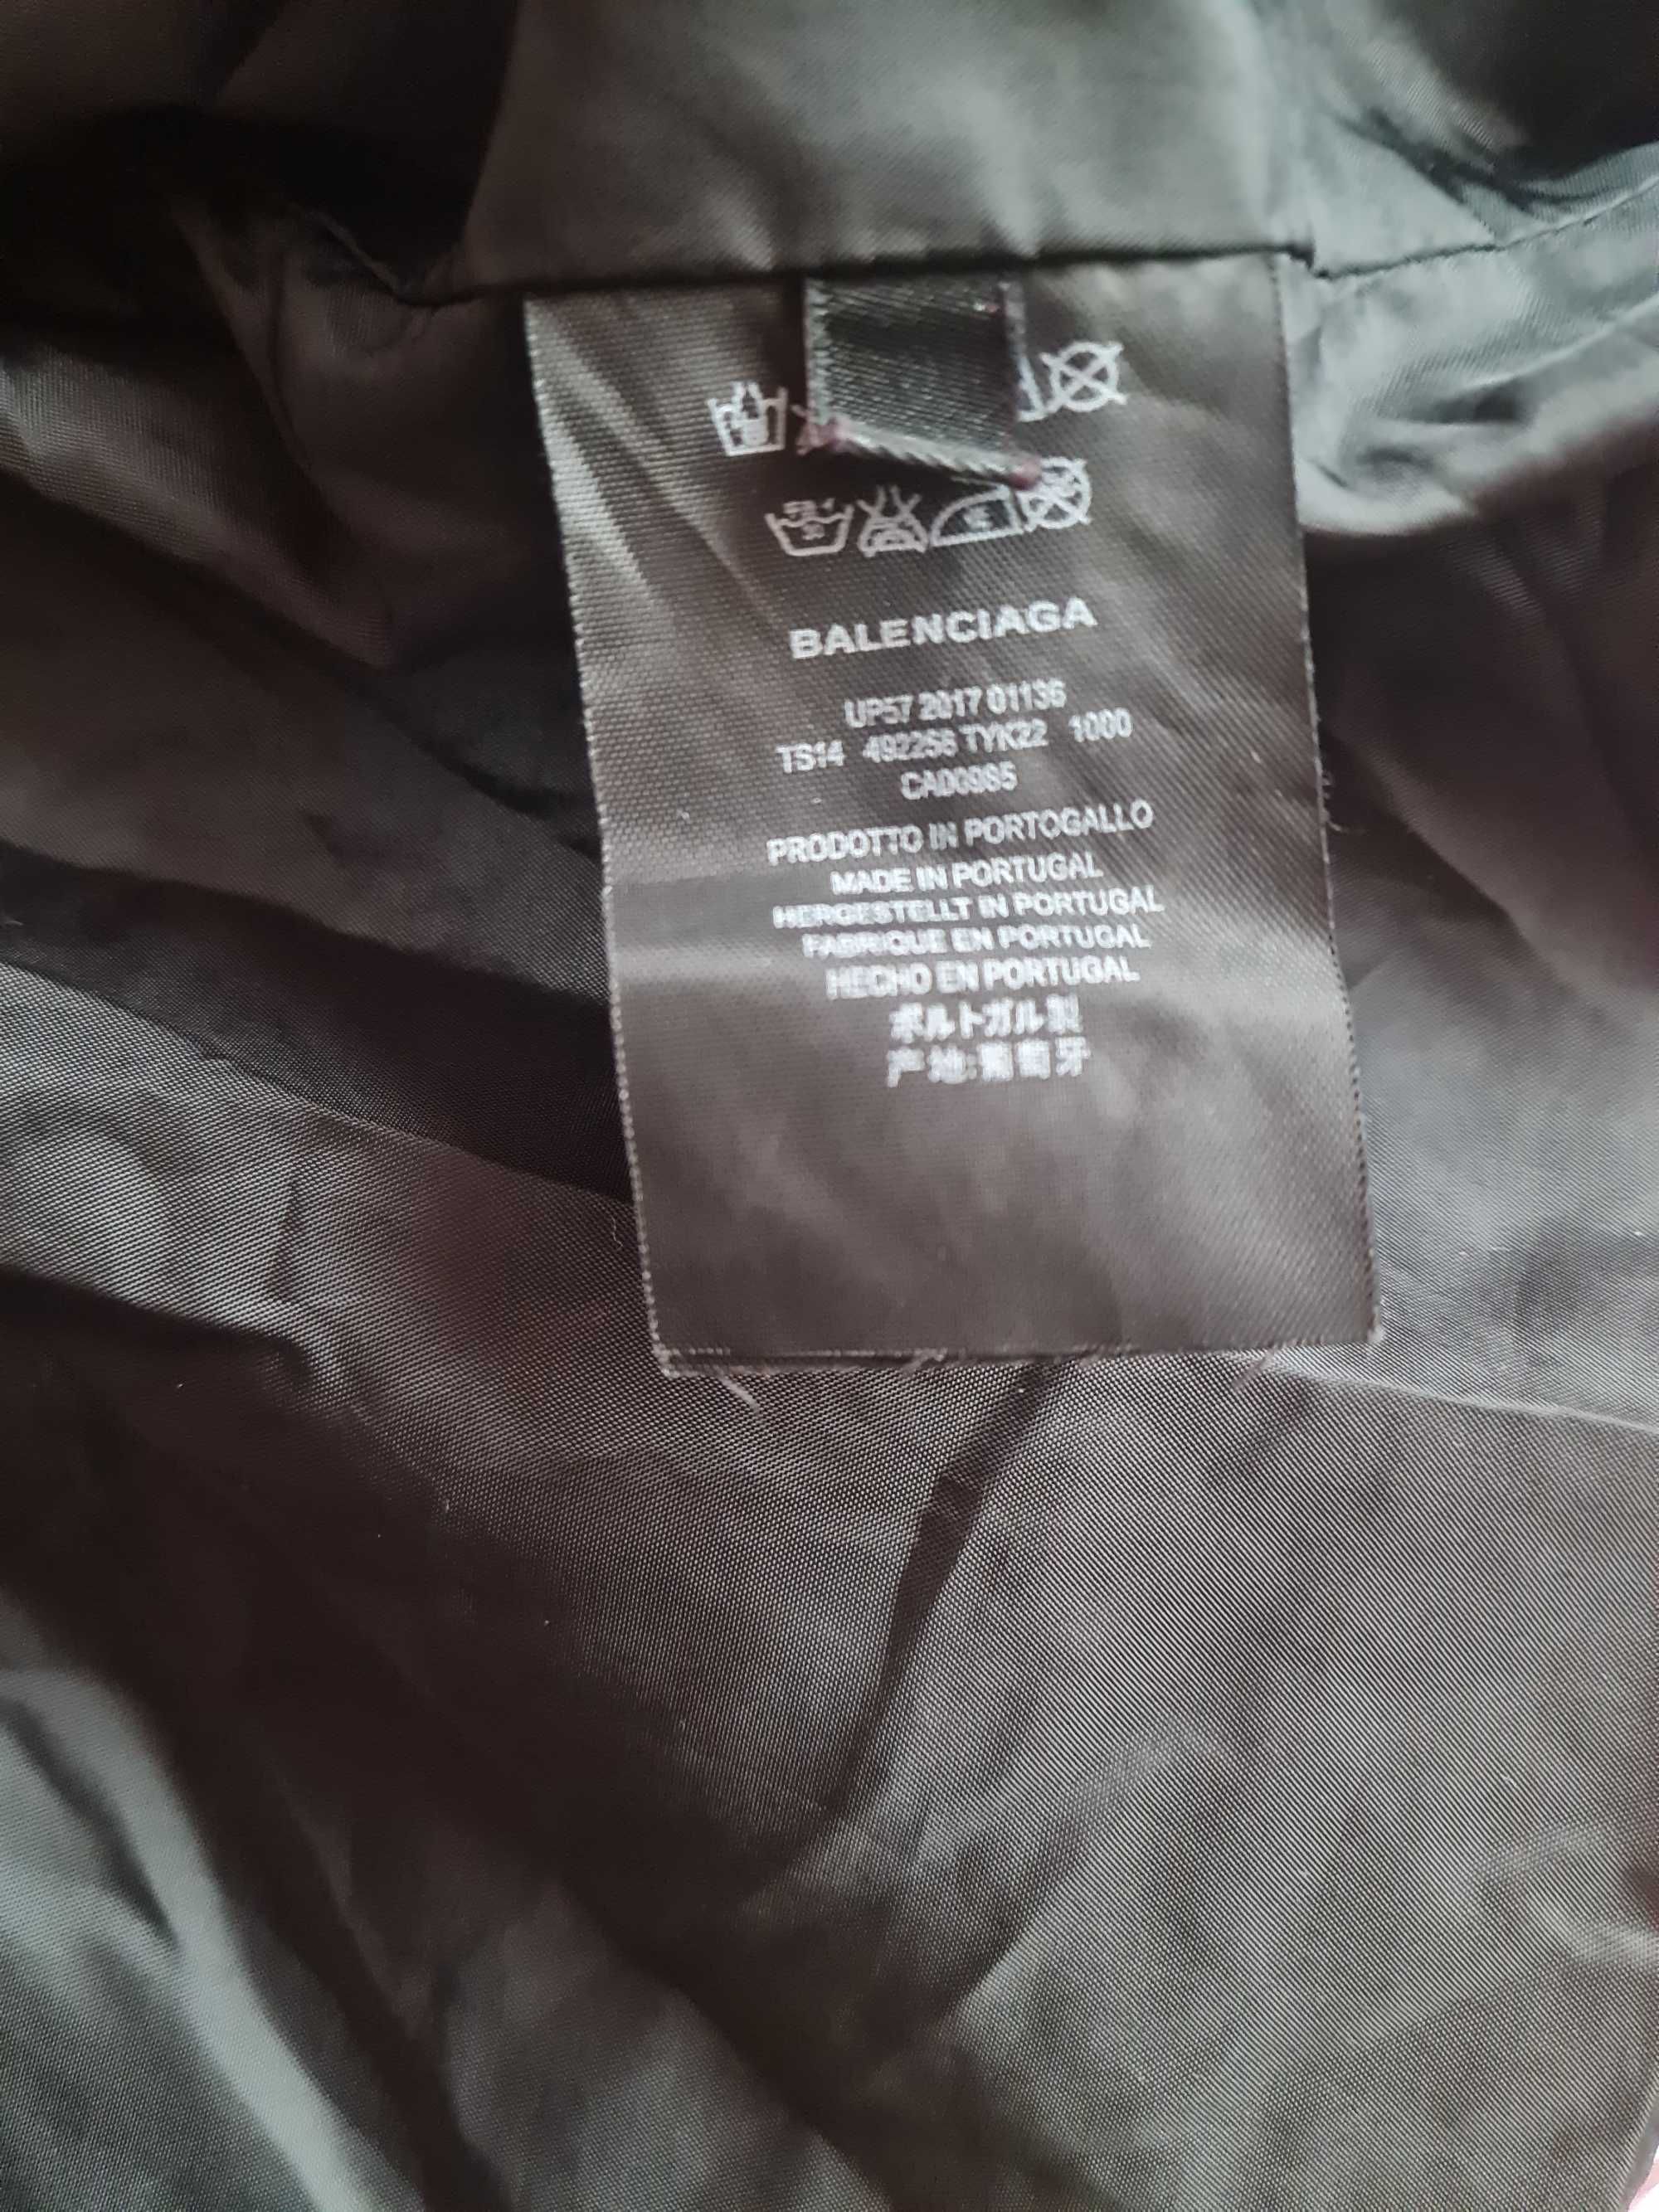 BALENCIAGA
UP57 2017 01136
TS14 492256 TYK22 1000
CA00985
PRODOTTO IN PORTOGALLO
MADE IN PORTUGAL
HERGESTELLT IN PORTUGAL
FABRIQUE EN PORTUGAL
HECHO EN PORTUGAL
ポルトガル製
产地:葡萄牙